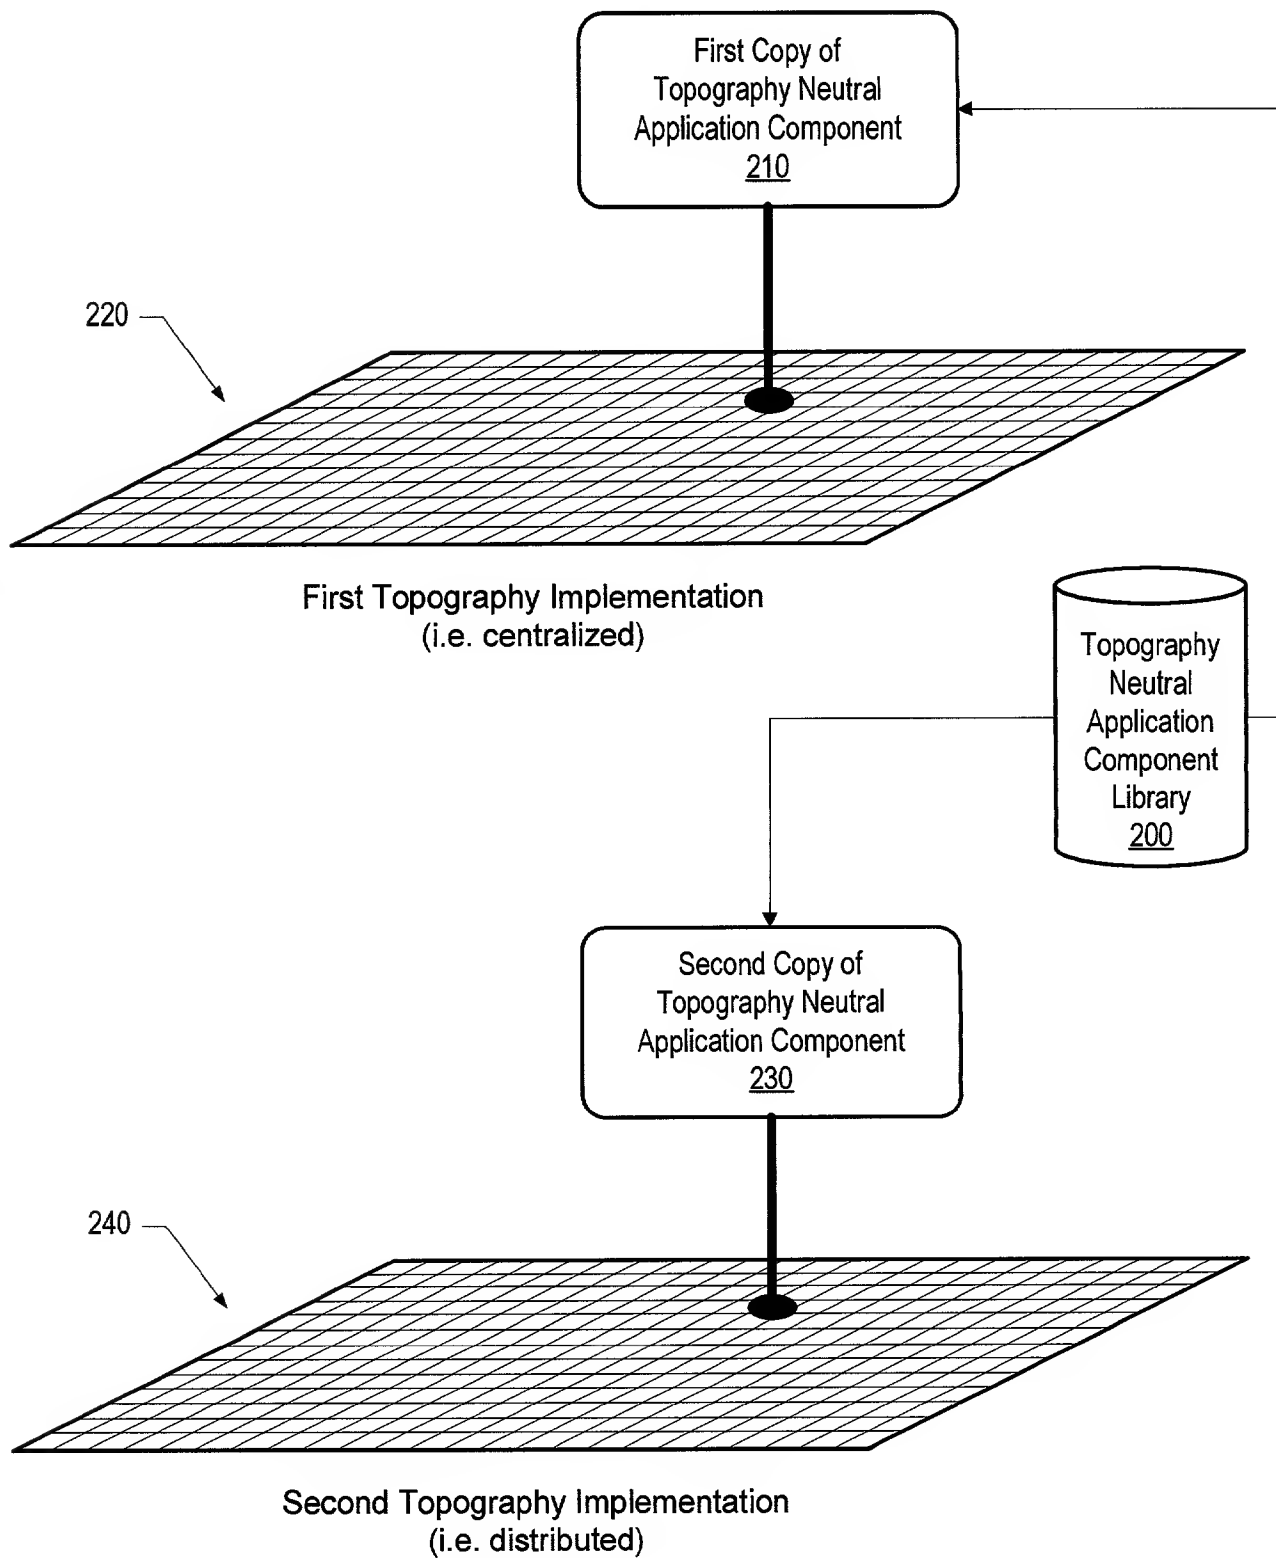 First Copy of
Topography Neutral
Application Component
210
220
First Topography Implementation
(i.e. centralized)
Topography
Neutral
Application
Component
Library
200
Second Copy of
Topography Neutral
Application Component
230
240
Second Topography Implementation
(i.e. distributed)